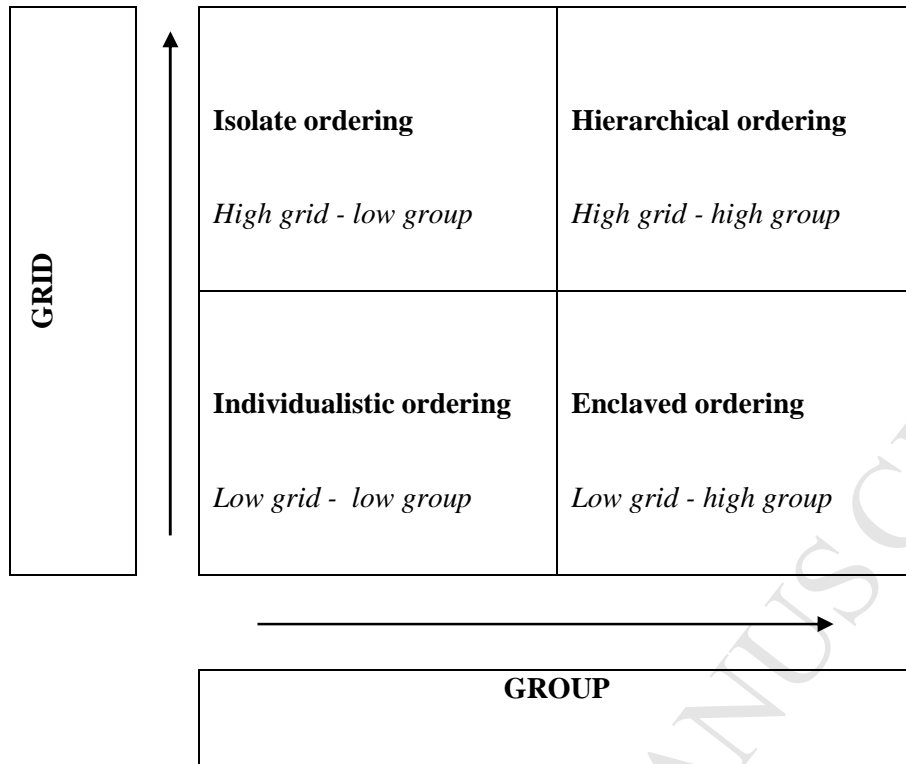 Isolate ordering
Hierarchical ordering
High grid - low group
High grid - high group
GRID
Individualistic ordering
Enclaved ordering
Low grid -  low group
Low grid - high group
GROUP